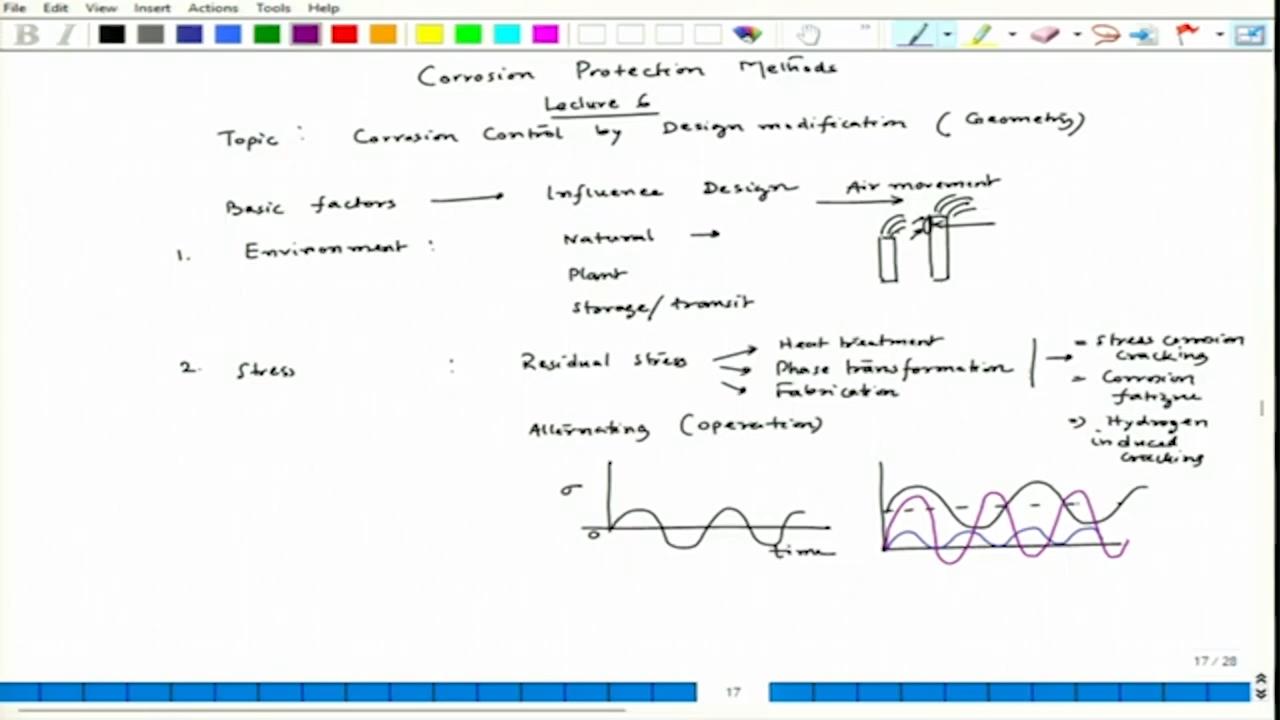 File Edit View Insert Actions Tools Help
B I
Corrosion Protection Methods
Lecture 6
Topic : Corrosion Control by Design modification (Geometry)
Basic factors → Influence Design → Air movement
1. Environment : Natural →
Plant
Storage/transit
2. Stress : Residual stress → Heat treatment
→ Phase transformation
→ Fabrication
→ = Stress corrosion
cracking
= Corrosion
fatigue
=) Hydrogen
induced
cracking
Alternating (operation)
σ
0
time
17 / 28
17